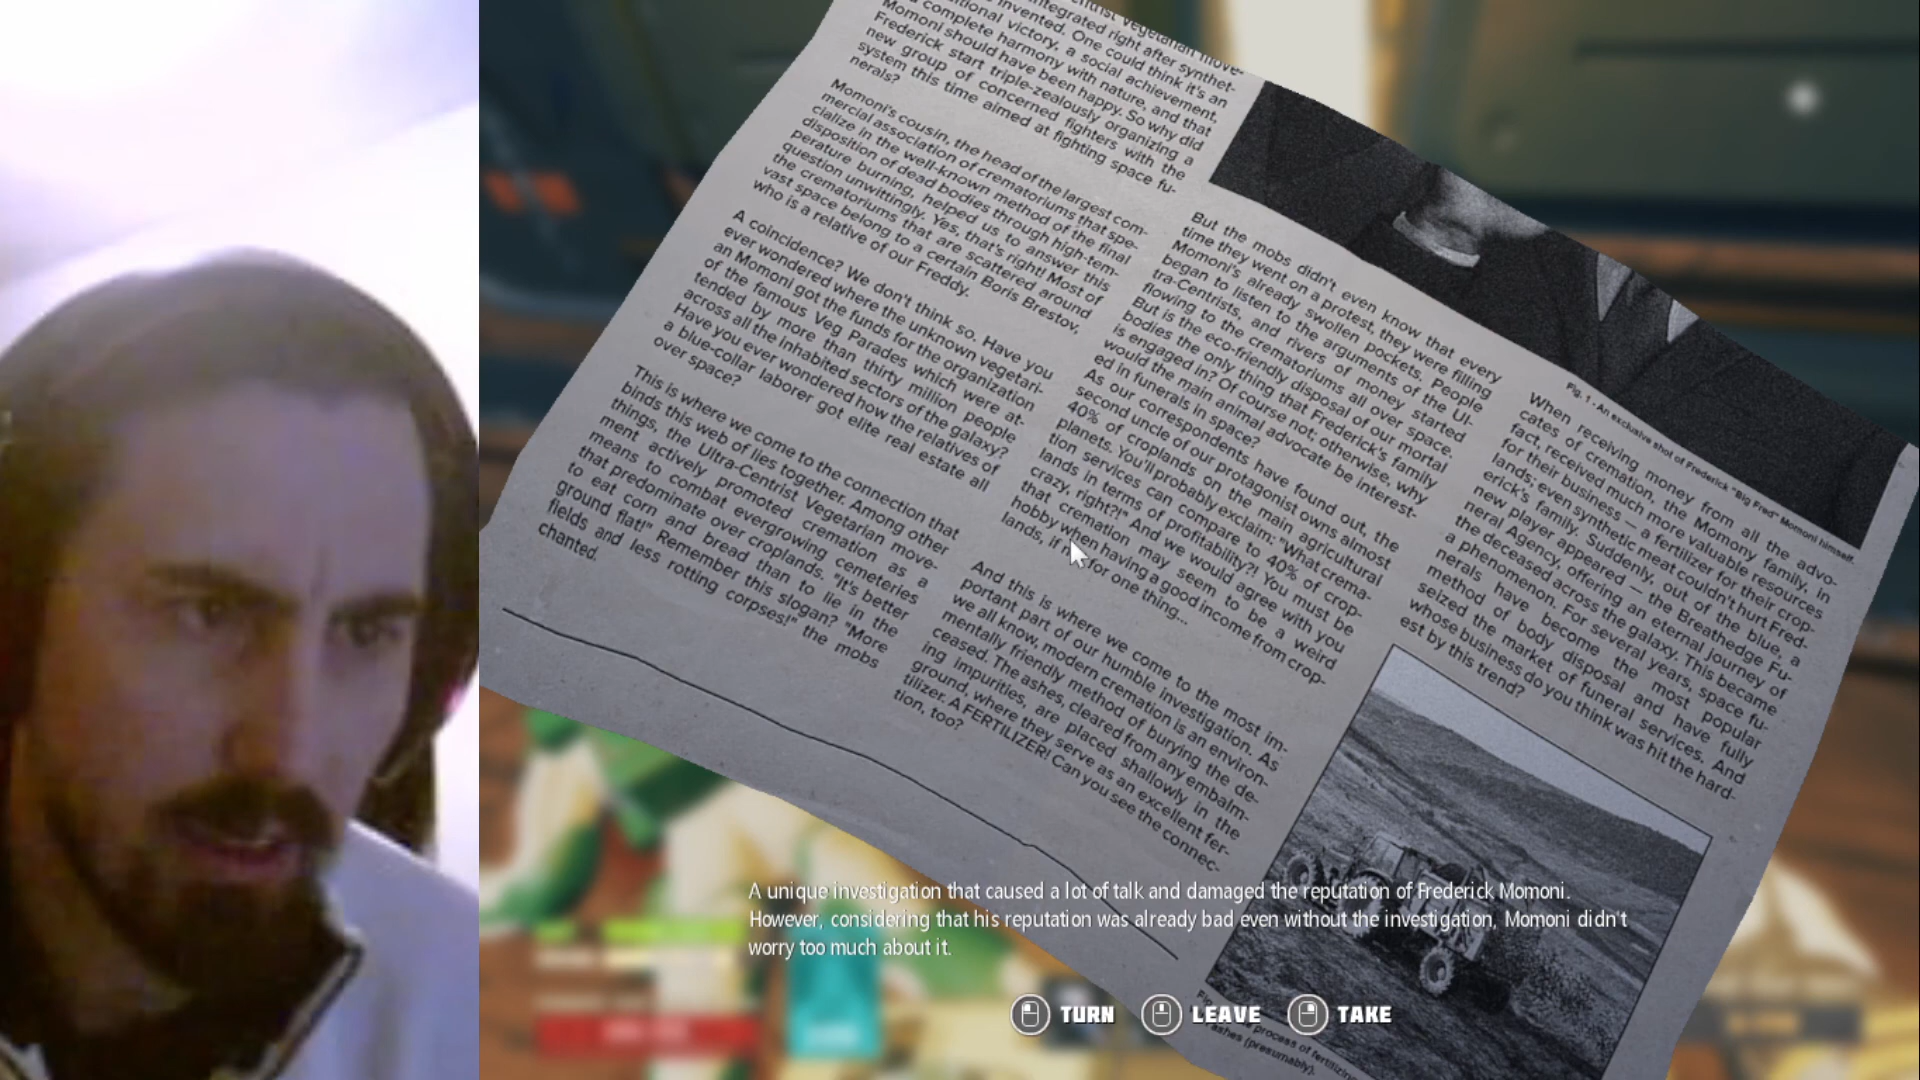 integrated right after synthet-
invented. One could think it's an
tional victory, a social achievement,
complete harmony with nature, and that
Momoni should have been happy. So why did
Frederick start triple-zealously organizing a
new group of concerned fighters with the
system this time aimed at fighting space fu-
nerals?
Momoni's cousin, the head of the largest com-
mercial association of crematoriums that spe-
cialize in the well-known method of the final
disposition of dead bodies through high-tem-
perature burning, helped us to answer this
question unwittingly. Yes, that's right! Most of
the crematoriums that are scattered around
vast space belong to a certain Boris Brestov,
who is a relative of our Freddy.
A coincidence? We don't think so. Have you
ever wondered where the unknown vegetari-
an Momoni got the funds for the organization
of the famous Veg Parades which were at-
tended by more than thirty million people
across all the inhabited sectors of the galaxy?
Have you ever wondered how the relatives of
a blue-collar laborer got elite real estate all
over space?
This is where we come to the connection that
binds this web of lies together. Among other
things, the Ultra-Centrist Vegetarian move-
ment actively promoted cremation as a
means to combat evergrowing cemeteries
that predominate over croplands. "It's better
to eat corn and bread than to lie in the
ground flat!" Remember this slogan? "More
fields and less rotting corpses!" the mobs
chanted.
But the mobs didn't even know that every
time they went on a protest, they were filling
Momoni's already swollen pockets. People
began to listen to the arguments of the Ul-
tra-Centrists, and rivers of money started
flowing to the crematoriums all over space.
But is the eco-friendly disposal of our mortal
bodies the only thing that Frederick's family
is engaged in? Of course not; otherwise, why
would the main animal advocate be interest-
ed in funerals in space?
As our correspondents have found out, the
second uncle of our protagonist owns almost
40% of croplands on the main agricultural
planets. You'll probably exclaim: "What crema-
tion services can compare to 40% of crop-
lands in terms of profitability?! You must be
crazy, right?!" And we would agree with you
that cremation may seem to be a weird
hobby when having a good income from crop-
lands, if for one thing...
And this is where we come to the most im-
portant part of our humble investigation. As
we all know, modern cremation is an environ-
mentally friendly method of burying the de-
ceased. The ashes, cleared from any embalm-
ing impurities, are placed shallowly in the
ground, where they serve as an excellent fer-
tilizer. A FERTILIZER! Can you see the connec-
tion, too?
Fig. 1 - An exclusive shot of Frederick "Big Fred" Momoni himself.
When receiving money from all the advo-
cates of cremation, the Momony family, in
fact, received much more valuable resources
for their business — a fertilizer for their crop-
lands; even synthetic meat couldn't hurt Fred-
erick's family. Suddenly, out of the blue, a
new player appeared — the Breathedge Fu-
neral Agency, offering an eternal journey of
the deceased across the galaxy. This became
a phenomenon. For several years, space fu-
nerals have become the most popular
method of body disposal and have fully
seized the market of funeral services. And
whose business do you think was hit the hard-
est by this trend?
process of fertilizing
ashes (presumably).
A unique investigation that caused a lot of talk and damaged the reputation of Frederick Momoni.
However, considering that his reputation was already bad even without the investigation, Momoni didn't
worry too much about it.
TURN LEAVE TAKE